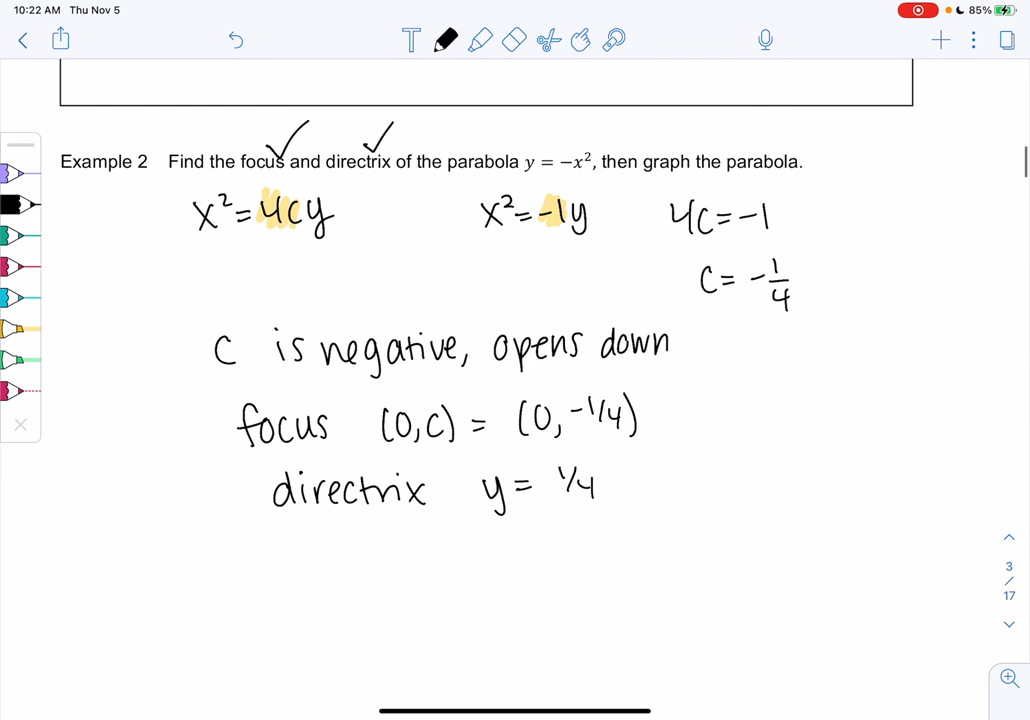 10:22 AM Thu Nov 5
85%
Example 2 Find the focus and directrix of the parabola y = −x², then graph the parabola.
x² = 4cy x² = -1y 4c = -1
c = -1/4
c is negative, opens down
focus (0,c) = (0, -1/4)
directrix y = 1/4
3
/
17